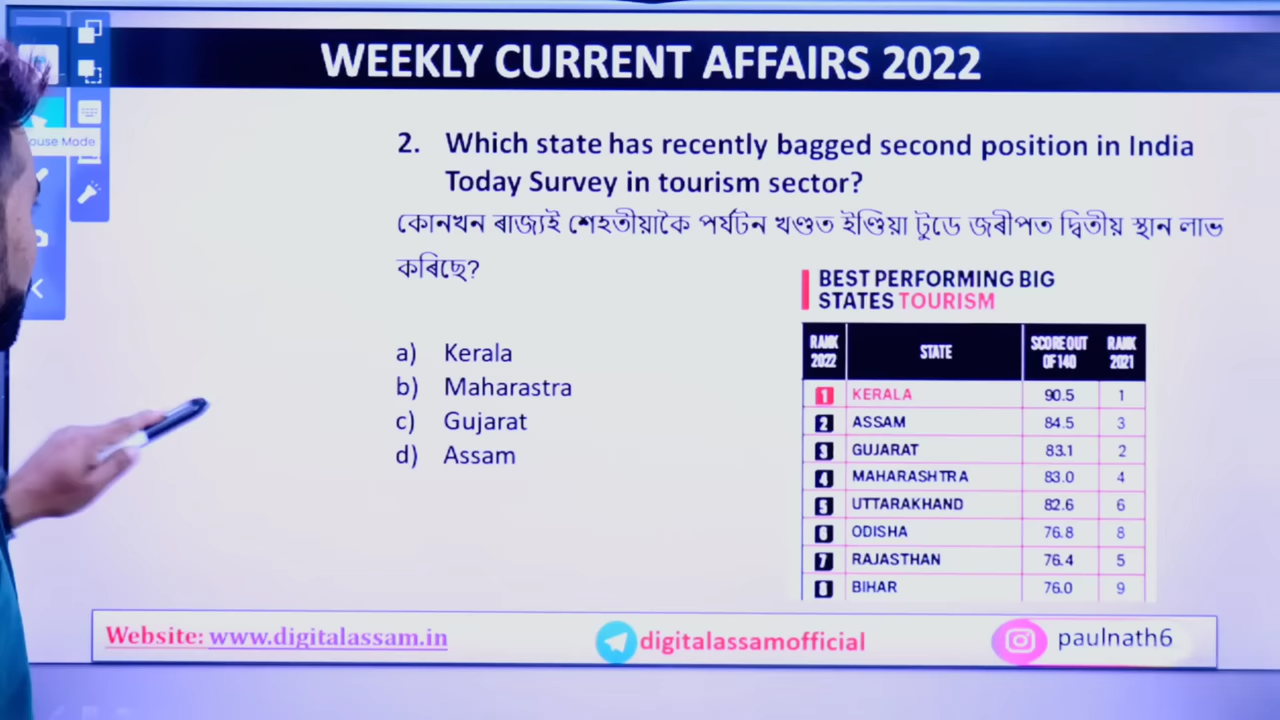 WEEKLY CURRENT AFFAIRS 2022
ouse Mode
2. Which state has recently bagged second position in India
Today Survey in tourism sector?
কোনখন ৰাজ্যই শেহতীয়াকৈ পৰ্যটন খণ্ডত ইণ্ডিয়া টুডে জৰীপত দ্বিতীয় স্থান লাভ
কৰিছে?
a) Kerala
b) Maharastra
c) Gujarat
d) Assam
BEST PERFORMING BIG
STATES TOURISM
RANK 2022 STATE SCORE OUT OF 140 RANK 2021
1 KERALA 90.5 1
2 ASSAM 84.5 3
3 GUJARAT 83.1 2
4 MAHARASHTRA 83.0 4
5 UTTARAKHAND 82.6 6
6 ODISHA 76.8 8
7 RAJASTHAN 76.4 5
8 BIHAR 76.0 9
Website: www.digitalassam.in
digitalassamofficial
paulnath6